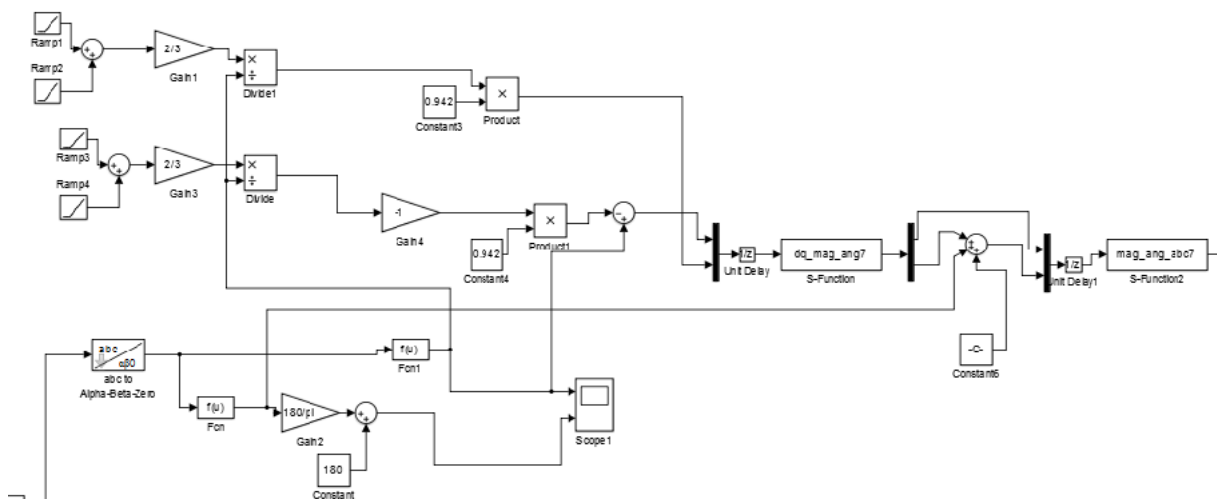 Ramp1
Ramp2
2/3
Gain1
×
÷
Divide1
0.942
Constant3
×
Product
Ramp3
Ramp4
2/3
Gain3
×
÷
Divide
-1
Gain4
0.942
Constant4
×
Product1
1/z
Unit Delay
dq_mag_ang7
S-Function
1/z
Unit Delay1
mag_ang_abc7
S-Function2
-C-
Constant6
abc
αβ0
abc to
Alpha-Beta-Zero
f(u)
Fcn1
f(u)
Fcn
180/pi
Gain2
180
Constant
Scope1